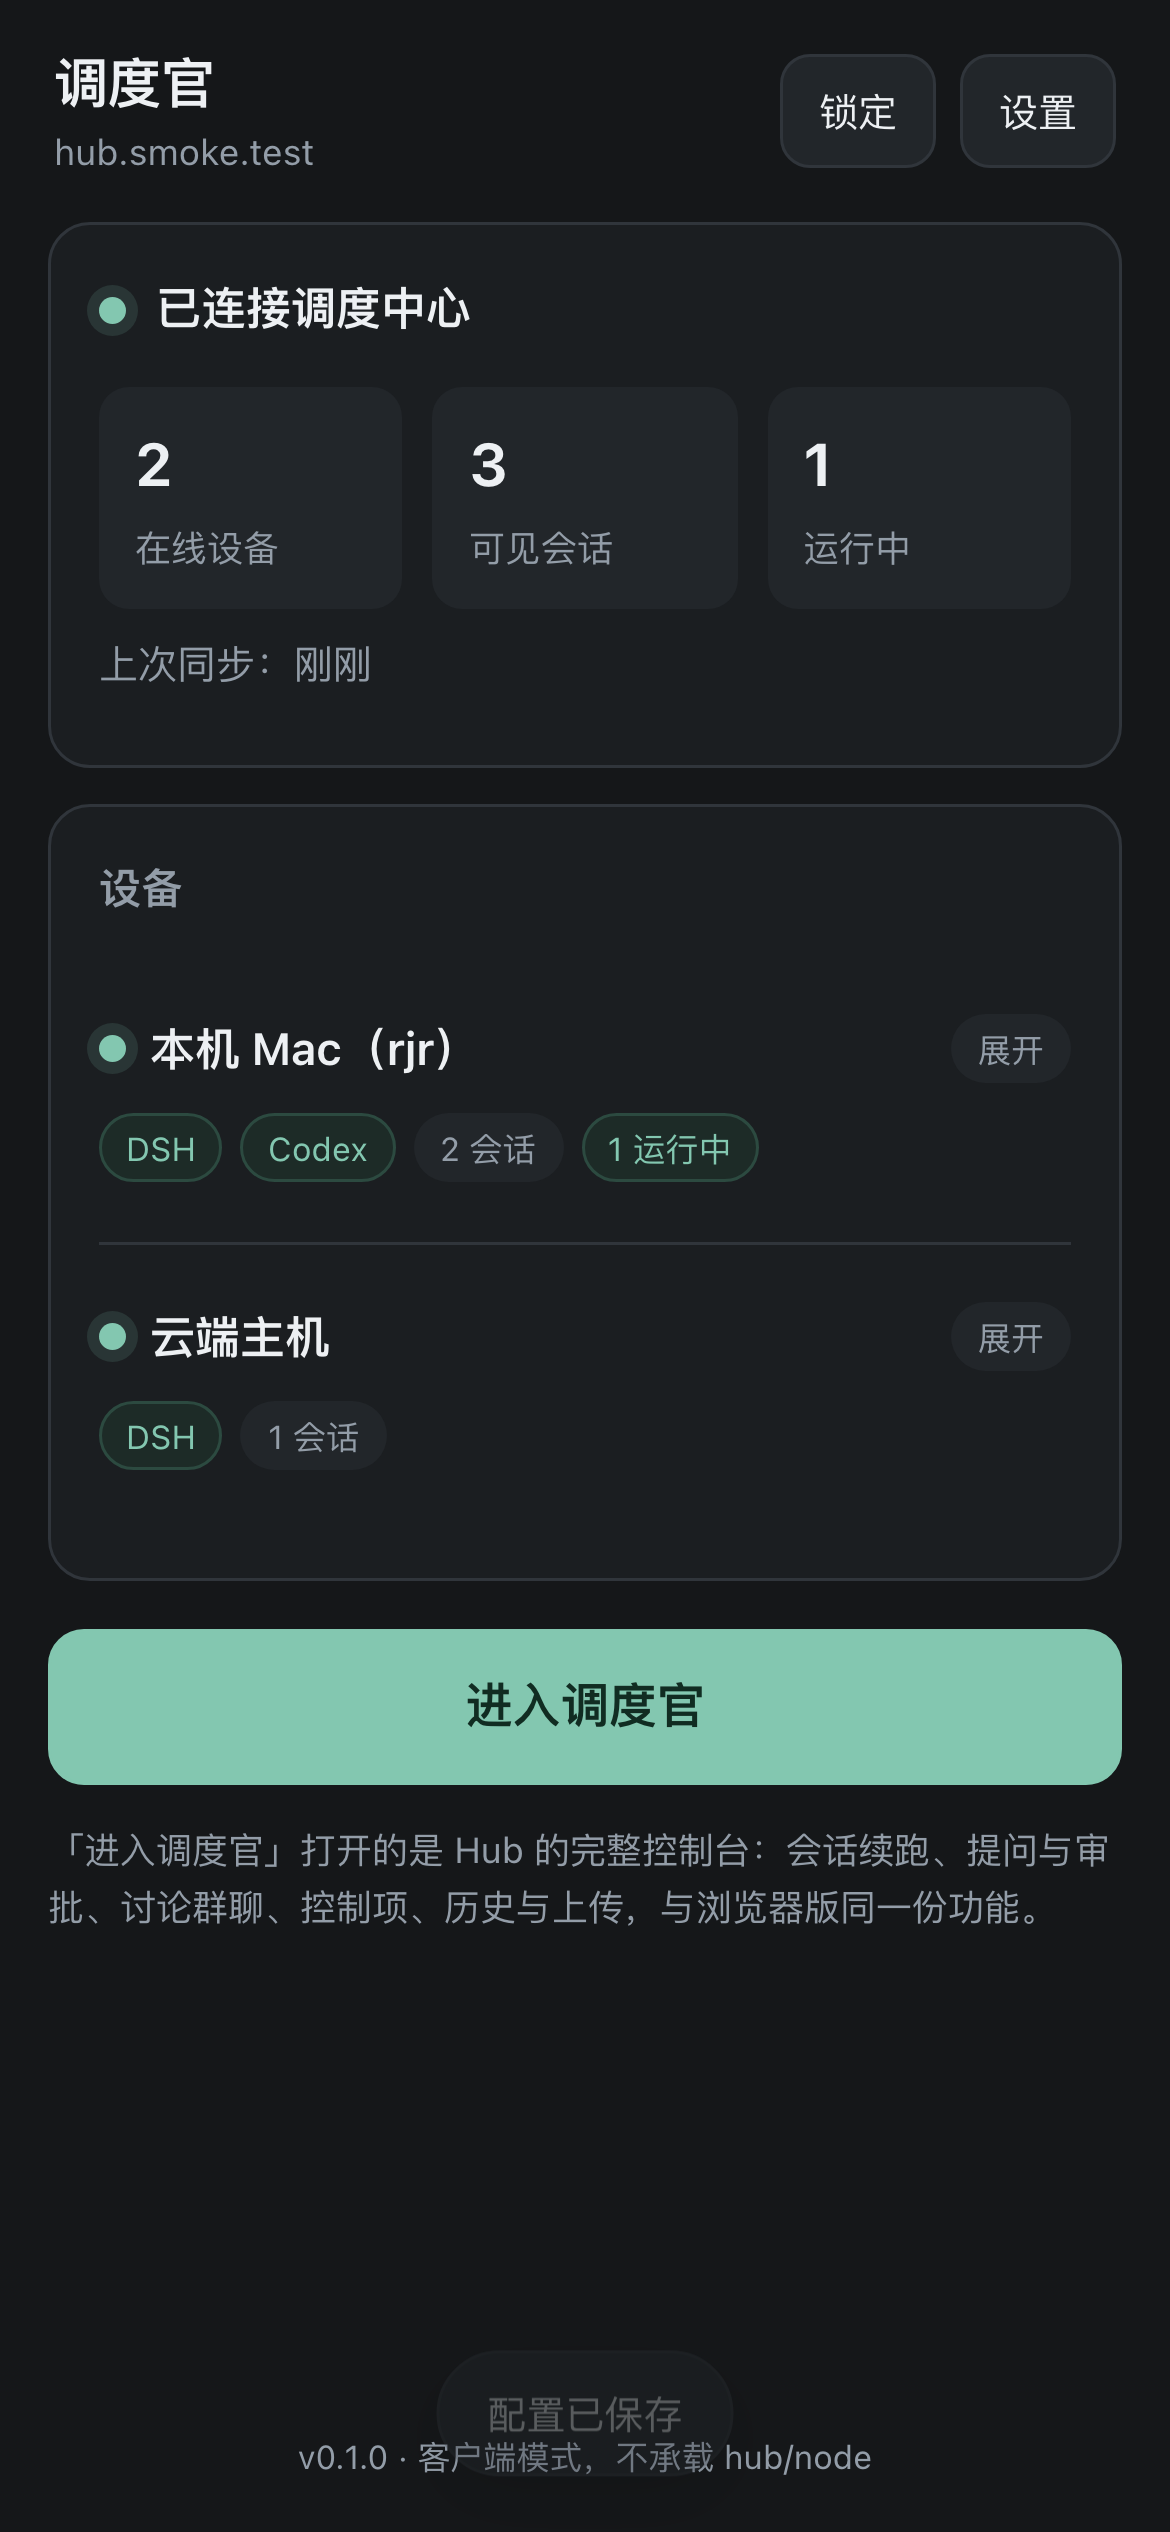 调度官
hub.smoke.test
锁定
设置
已连接调度中心
2
在线设备
3
可见会话
1
运行中
上次同步：刚刚
设备
本机 Mac（rjr）
展开
DSH
Codex
2 会话
1 运行中
云端主机
展开
DSH
1 会话
进入调度官
「进入调度官」打开的是 Hub 的完整控制台：会话续跑、提问与审
批、讨论群聊、控制项、历史与上传，与浏览器版同一份功能。
配置已保存
v0.1.0 · 客户端模式，不承载 hub/node